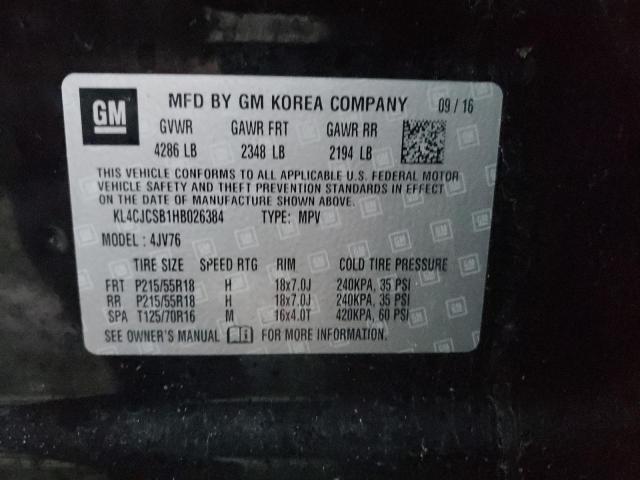 GM
MFD BY GM KOREA COMPANY 09 / 16
GVWR GAWR FRT GAWR RR
4286 LB 2348 LB 2194 LB
THIS VEHICLE CONFORMS TO ALL APPLICABLE U.S. FEDERAL MOTOR
VEHICLE SAFETY AND THEFT PREVENTION STANDARDS IN EFFECT
ON THE DATE OF MANUFACTURE SHOWN ABOVE.
KL4CJCSB1HB026384 TYPE: MPV
MODEL: 4JV76
TIRE SIZE SPEED RTG RIM COLD TIRE PRESSURE
FRT P215/55R18 H 18x7.0J 240KPA, 35 PSI
RR P215/55R18 H 18x7.0J 240KPA, 35 PSI
SPA T125/70R16 M 16x4.0T 420KPA, 60 PSI
SEE OWNER'S MANUAL FOR MORE INFORMATION.